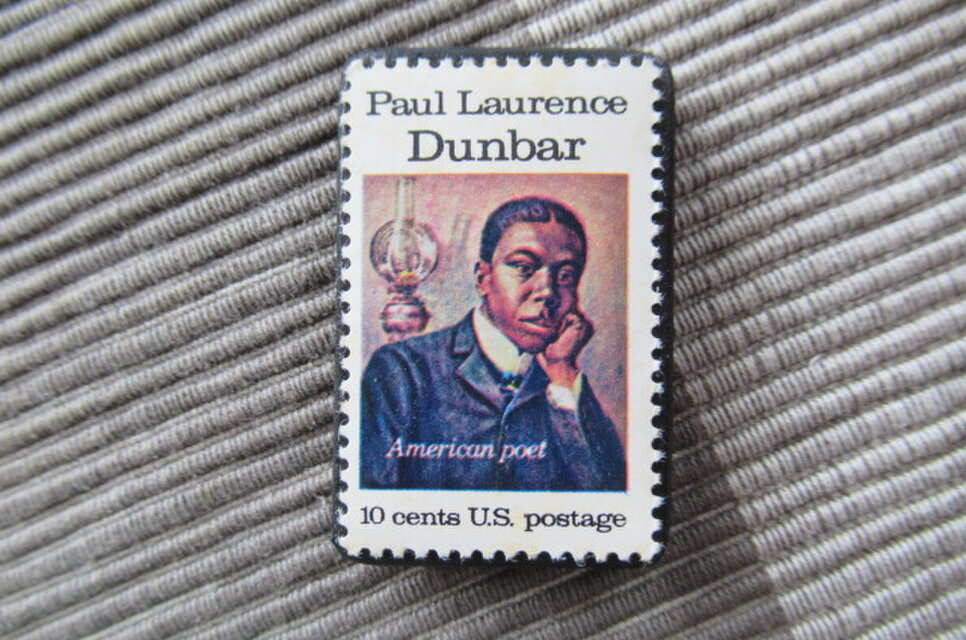 Paul Laurence
Dunbar
American poet
10 cents U.S. postage